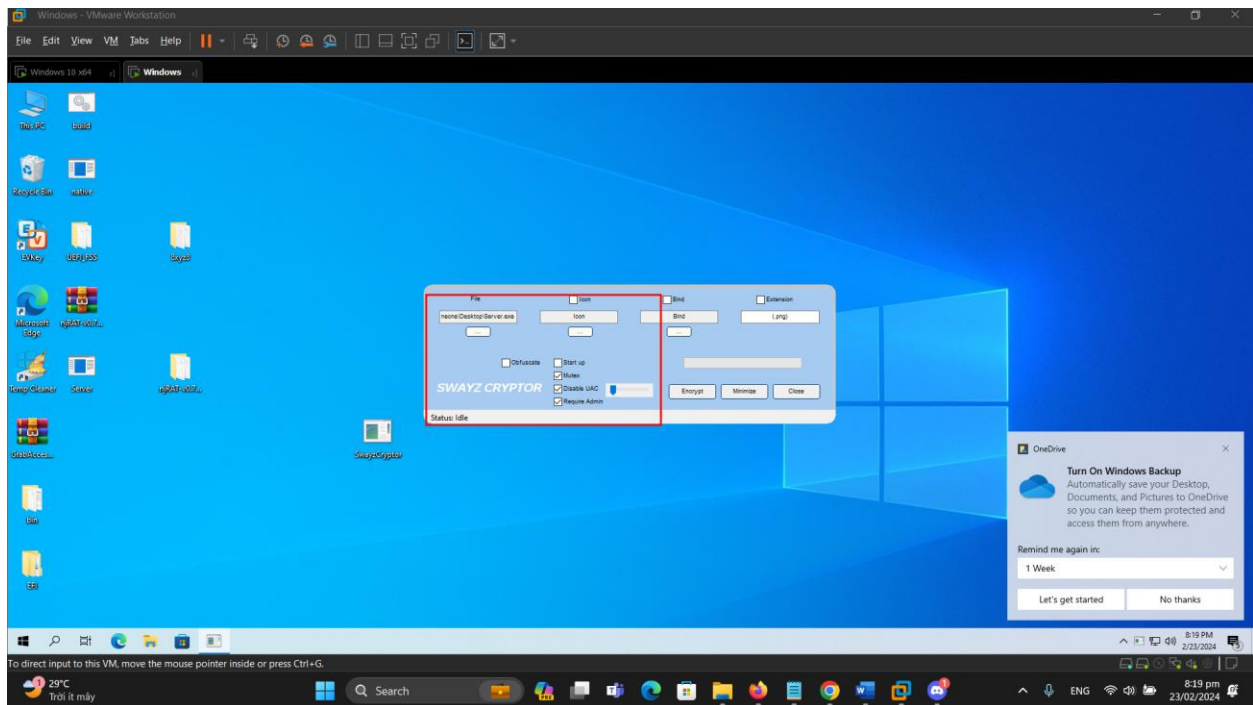 Windows - VMware Workstation
File Edit View VM Tabs Help
Windows 10 x64 Windows
This PC build
Recycle Bin native
EVKey UEFI_FSS
Microsoft Edge
Temp Cleaner Server
GrabAcces...
bin
EFI
SwayzCryptor
File Icon Bind Extension
neone\Desktop\Server.exe Icon Bind (.png)
... ... ...
Obfuscate Start up
Mutex
SWAYZ CRYPTOR Disable UAC Encrypt Minimize Close
Require Admin
Status: Idle
OneDrive
Turn On Windows Backup
Automatically save your Desktop,
Documents, and Pictures to OneDrive
so you can keep them protected and
access them from anywhere.
Remind me again in:
1 Week
Let's get started No thanks
8:19 PM
2/23/2024
To direct input to this VM, move the mouse pointer inside or press Ctrl+G.
29°C
Trời ít mây
Search
ENG
8:19 pm
23/02/2024